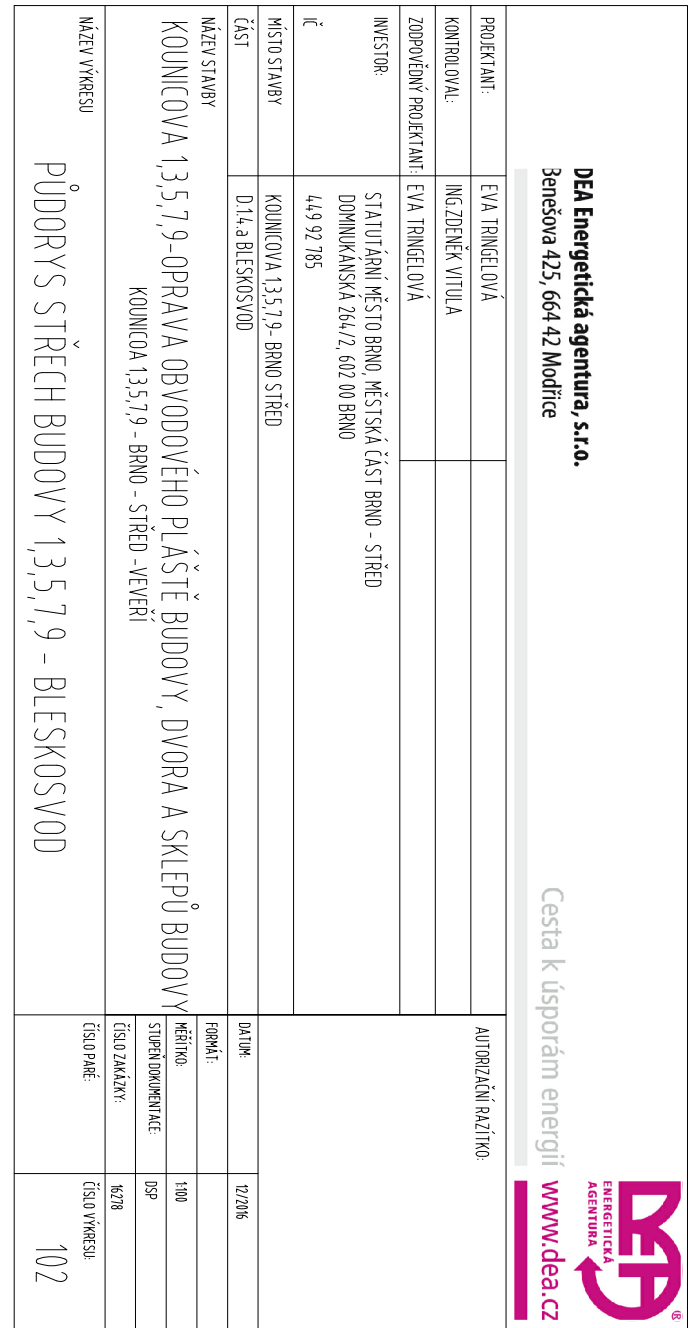 DEA ®
ENERGETICKÁ
AGENTURA
DEA Energetická agentura, s.r.o.
Benešova 425, 664 42 Modřice
Cesta k úsporám energií www.dea.cz
PROJEKTANT: EVA TRINGELOVÁ
KONTROLOVAL: ING.ZDENĚK VITULA
ZODPOVĚDNÝ PROJEKTANT: EVA TRINGELOVÁ
AUTORIZAČNÍ RAZÍTKO:
INVESTOR: STATUTÁRNÍ MĚSTO BRNO, MĚSTSKÁ ČÁST BRNO - STŘED
DOMINUKÁNSKÁ 264/2, 602 00 BRNO
IČ 449 92 785
MÍSTO STAVBY KOUNICOVA 1,3,5,7,9- BRNO STŘED
ČÁST D.1.4.a BLESKOSVOD
DATUM: 12/2016
NÁZEV STAVBY
KOUNICOVA 1,3,5,7,9-OPRAVA OBVODOVÉHO PLÁŠTĚ BUDOVY, DVORA A SKLEPŮ BUDOVY
KOUNICOA 1,3,5,7,9 - BRNO - STŘED -VEVEŘÍ
FORMÁT:
MĚŘÍTKO: 1:100
STUPEŇ DOKUMENTACE: DSP
ČÍSLO ZAKÁZKY: 16278
NÁZEV VÝKRESU
PŮDORYS STŘECH BUDOVY 1,3,5,7,9 - BLESKOSVOD
ČÍSLO PARÉ:
ČÍSLO VÝKRESU:
102